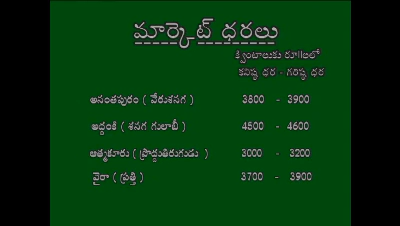 మార్కెట్ ధరలు
క్వింటాలుకు రూ॥లలో
కనిష్ఠ ధర - గరిష్ఠ ధర
అనంతపురం ( వేరుశనగ ) 3800 - 3900
అద్దంకి ( శనగ గులాబీ ) 4500 - 4600
ఆత్మకూరు ( ప్రొద్దుతిరుగుడు ) 3000 - 3200
వైరా ( ప్రత్తి ) 3700 - 3900